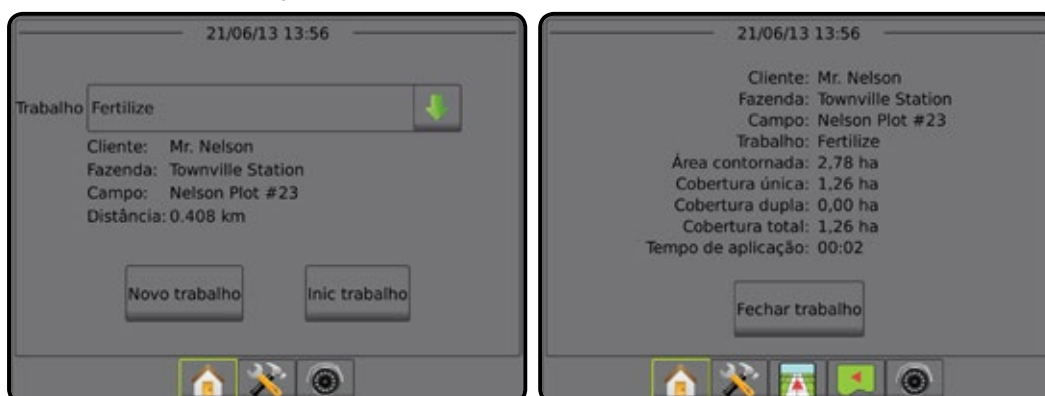 21/06/13 13:56
Trabalho Fertilize
Cliente: Mr. Nelson
Fazenda: Townville Station
Campo: Nelson Plot #23
Distância: 0.408 km
Novo trabalho Inic trabalho
21/06/13 13:56
Cliente: Mr. Nelson
Fazenda: Townville Station
Campo: Nelson Plot #23
Trabalho: Fertilize
Área contornada: 2,78 ha
Cobertura única: 1,26 ha
Cobertura dupla: 0,00 ha
Cobertura total: 1,26 ha
Tempo de aplicação: 00:02
Fechar trabalho